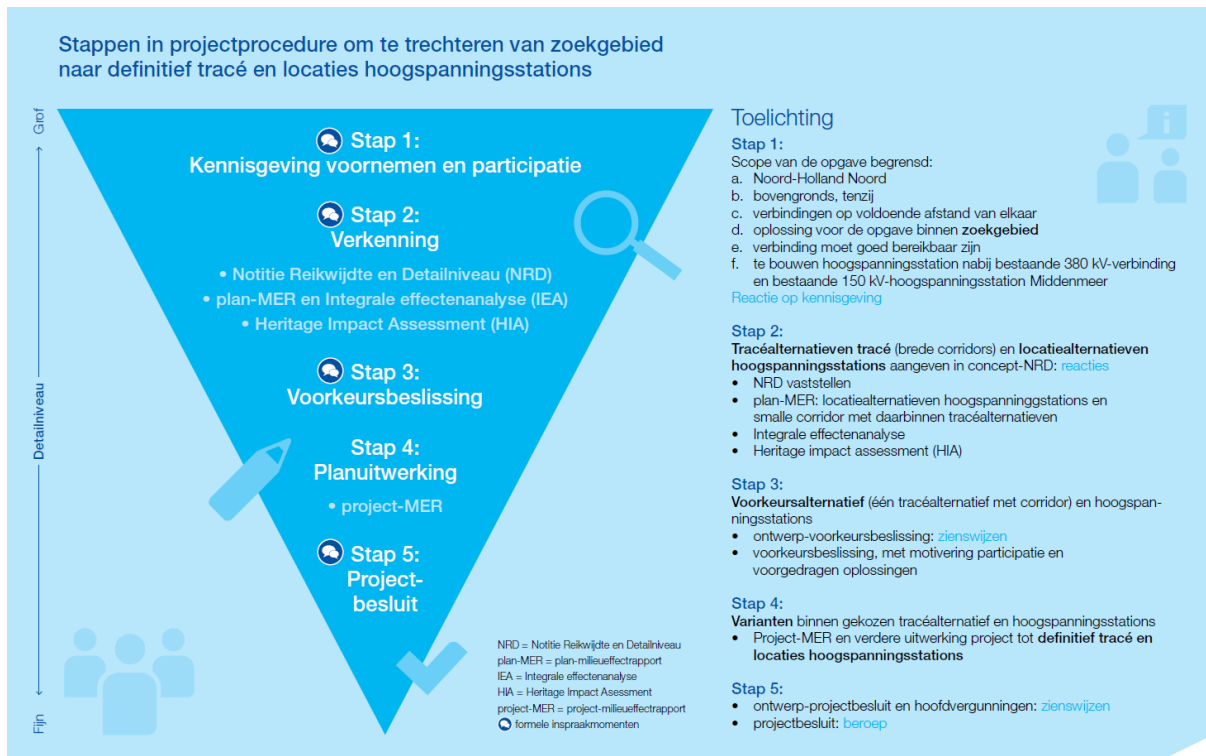 Stappen in projectprocedure om te trechteren van zoekgebied
naar definitief tracé en locaties hoogspanningsstations
Grof
Detailniveau
Fijn
Stap 1:
Kennisgeving voornemen en participatie
Stap 2:
Verkenning
• Notitie Reikwijdte en Detailniveau (NRD)
• plan-MER en Integrale effectenanalyse (IEA)
• Heritage Impact Assessment (HIA)
Stap 3:
Voorkeursbeslissing
Stap 4:
Planuitwerking
• project-MER
Stap 5:
Project-
besluit
NRD = Notitie Reikwijdte en Detailniveau
plan-MER = plan-milieueffectrapport
IEA = Integrale effectenanalyse
HIA = Heritage Impact Asessment
project-MER = project-milieueffectrapport
formele inspraakmomenten
Toelichting
Stap 1:
Scope van de opgave begrensd:
a. Noord-Holland Noord
b. bovengronds, tenzij
c. verbindingen op voldoende afstand van elkaar
d. oplossing voor de opgave binnen zoekgebied
e. verbinding moet goed bereikbaar zijn
f. te bouwen hoogspanningsstation nabij bestaande 380 kV-verbinding
en bestaande 150 kV-hoogspanningsstation Middenmeer
Reactie op kennisgeving
Stap 2:
Tracéalternatieven tracé (brede corridors) en locatiealternatieven
hoogspanningsstations aangeven in concept-NRD: reacties
• NRD vaststellen
• plan-MER: locatiealternatieven hoogspanninggstations en
smalle corridor met daarbinnen tracéalternatieven
• Integrale effectenanalyse
• Heritage impact assessment (HIA)
Stap 3:
Voorkeursalternatief (één tracéalternatief met corridor) en hoogspan-
ningsstations
• ontwerp-voorkeursbeslissing: zienswijzen
• voorkeursbeslissing, met motivering participatie en
voorgedragen oplossingen
Stap 4:
Varianten binnen gekozen tracéalternatief en hoogspanningsstations
• Project-MER en verdere uitwerking project tot definitief tracé en
locaties hoogspanningsstations
Stap 5:
• ontwerp-projectbesluit en hoofdvergunningen: zienswijzen
• projectbesluit: beroep